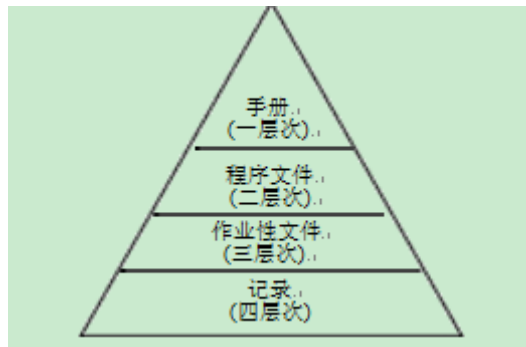 手册
(一层次)
程序文件
(二层次)
作业性文件
(三层次)
记录
(四层次)